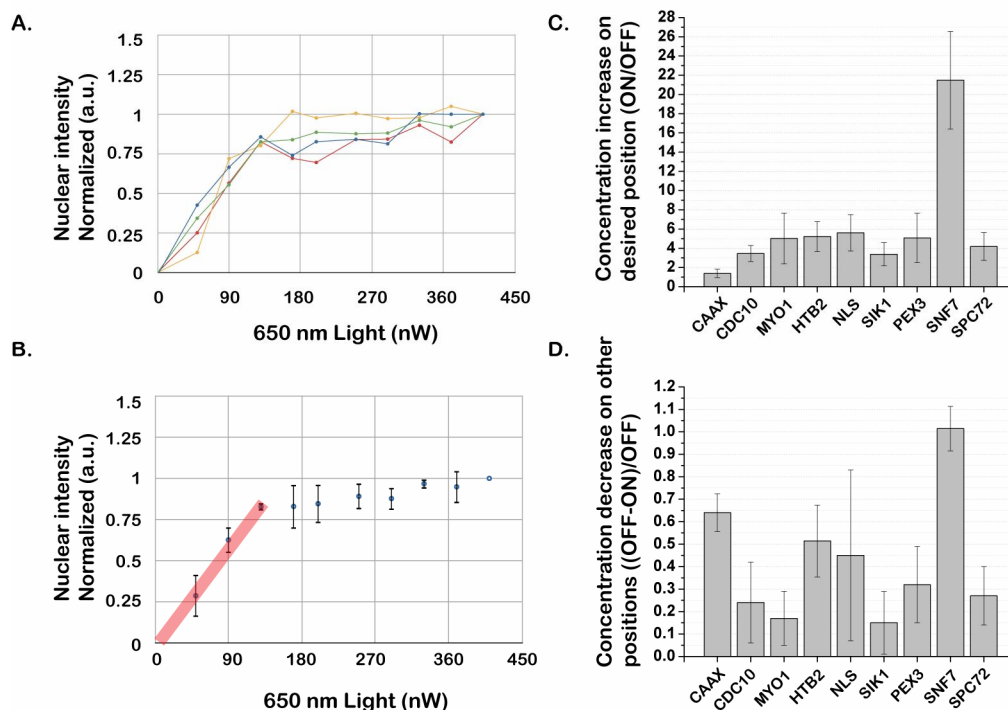 A.
Nuclear intensity
Normalized (a.u.)
1.5
1.25
1
0.75
0.5
0.25
0
0 90 180 270 360 450
650 nm Light (nW)
B.
Nuclear intensity
Normalized (a.u.)
1.5
1.25
1
0.75
0.5
0.25
0
0 90 180 270 360 450
650 nm Light (nW)
C.
Concentration increase on
desired position (ON/OFF)
28
26
24
22
20
18
16
14
12
10
8
6
4
2
0
CAAX CDC10 MYO1 HTB2 NLS SIK1 PEX3 SNF7 SPC72
D.
Concentration decrease on other
positions ((OFF-ON)/OFF)
1.2
1.1
1.0
0.9
0.8
0.7
0.6
0.5
0.4
0.3
0.2
0.1
0.0
CAAX CDC10 MYO1 HTB2 NLS SIK1 PEX3 SNF7 SPC72